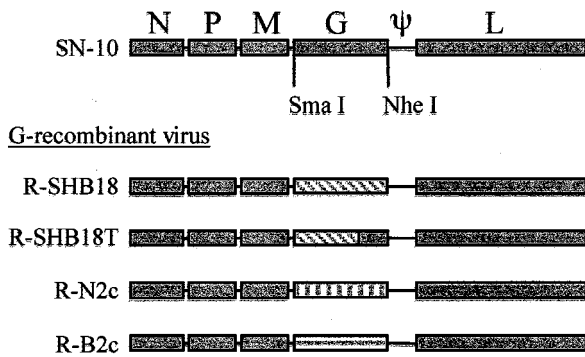 N P M G Ψ L
SN-10
Sma I Nhe I
G-recombinant virus
R-SHB18
R-SHB18T
R-N2c
R-B2c